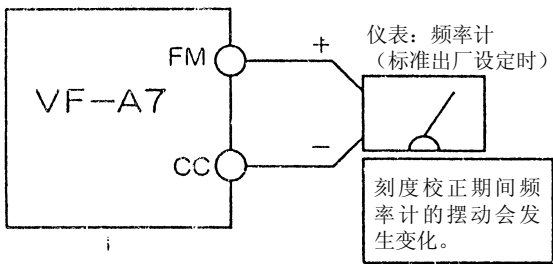 FM
VF-A7
CC
+
-
仪表：频率计
（标准出厂设定时）
刻度校正期间频
率计的摆动会发
生变化。